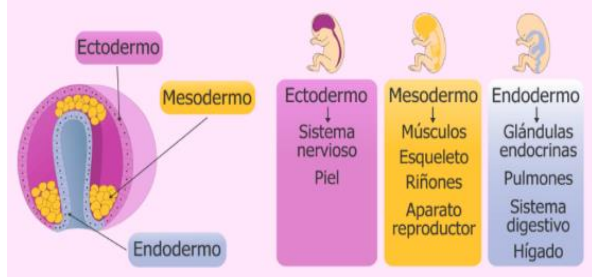 Ectodermo
Mesodermo
Endodermo
Ectodermo
Sistema
nervioso
Piel
Mesodermo
Músculos
Esqueleto
Riñones
Aparato
reproductor
Endodermo
Glándulas
endocrinas
Pulmones
Sistema
digestivo
Hígado